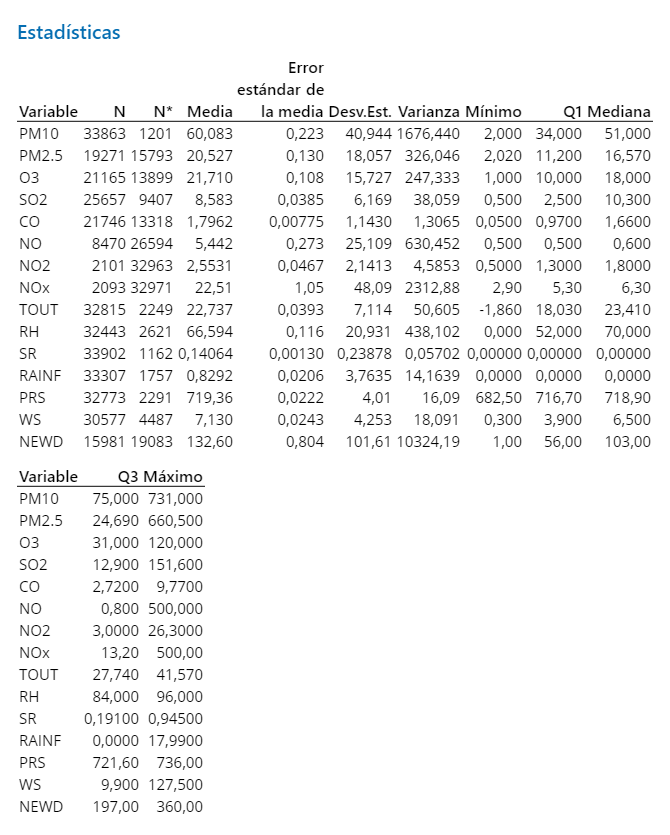 Estadísticas
Error
estándar de
Variable N N* Media la media Desv.Est. Varianza Mínimo Q1 Mediana
PM10 33863 1201 60,083 0,223 40,944 1676,440 2,000 34,000 51,000
PM2.5 19271 15793 20,527 0,130 18,057 326,046 2,020 11,200 16,570
O3 21165 13899 21,710 0,108 15,727 247,333 1,000 10,000 18,000
SO2 25657 9407 8,583 0,0385 6,169 38,059 0,500 2,500 10,300
CO 21746 13318 1,7962 0,00775 1,1430 1,3065 0,0500 0,9700 1,6600
NO 8470 26594 5,442 0,273 25,109 630,452 0,500 0,500 0,600
NO2 2101 32963 2,5531 0,0467 2,1413 4,5853 0,5000 1,3000 1,8000
NOx 2093 32971 22,51 1,05 48,09 2312,88 2,90 5,30 6,30
TOUT 32815 2249 22,737 0,0393 7,114 50,605 -1,860 18,030 23,410
RH 32443 2621 66,594 0,116 20,931 438,102 0,000 52,000 70,000
SR 33902 1162 0,14064 0,00130 0,23878 0,05702 0,00000 0,00000 0,00000
RAINF 33307 1757 0,8292 0,0206 3,7635 14,1639 0,0000 0,0000 0,0000
PRS 32773 2291 719,36 0,0222 4,01 16,09 682,50 716,70 718,90
WS 30577 4487 7,130 0,0243 4,253 18,091 0,300 3,900 6,500
NEWD 15981 19083 132,60 0,804 101,61 10324,19 1,00 56,00 103,00
Variable Q3 Máximo
PM10 75,000 731,000
PM2.5 24,690 660,500
O3 31,000 120,000
SO2 12,900 151,600
CO 2,7200 9,7700
NO 0,800 500,000
NO2 3,0000 26,3000
NOx 13,20 500,00
TOUT 27,740 41,570
RH 84,000 96,000
SR 0,19100 0,94500
RAINF 0,0000 17,9900
PRS 721,60 736,00
WS 9,900 127,500
NEWD 197,00 360,00